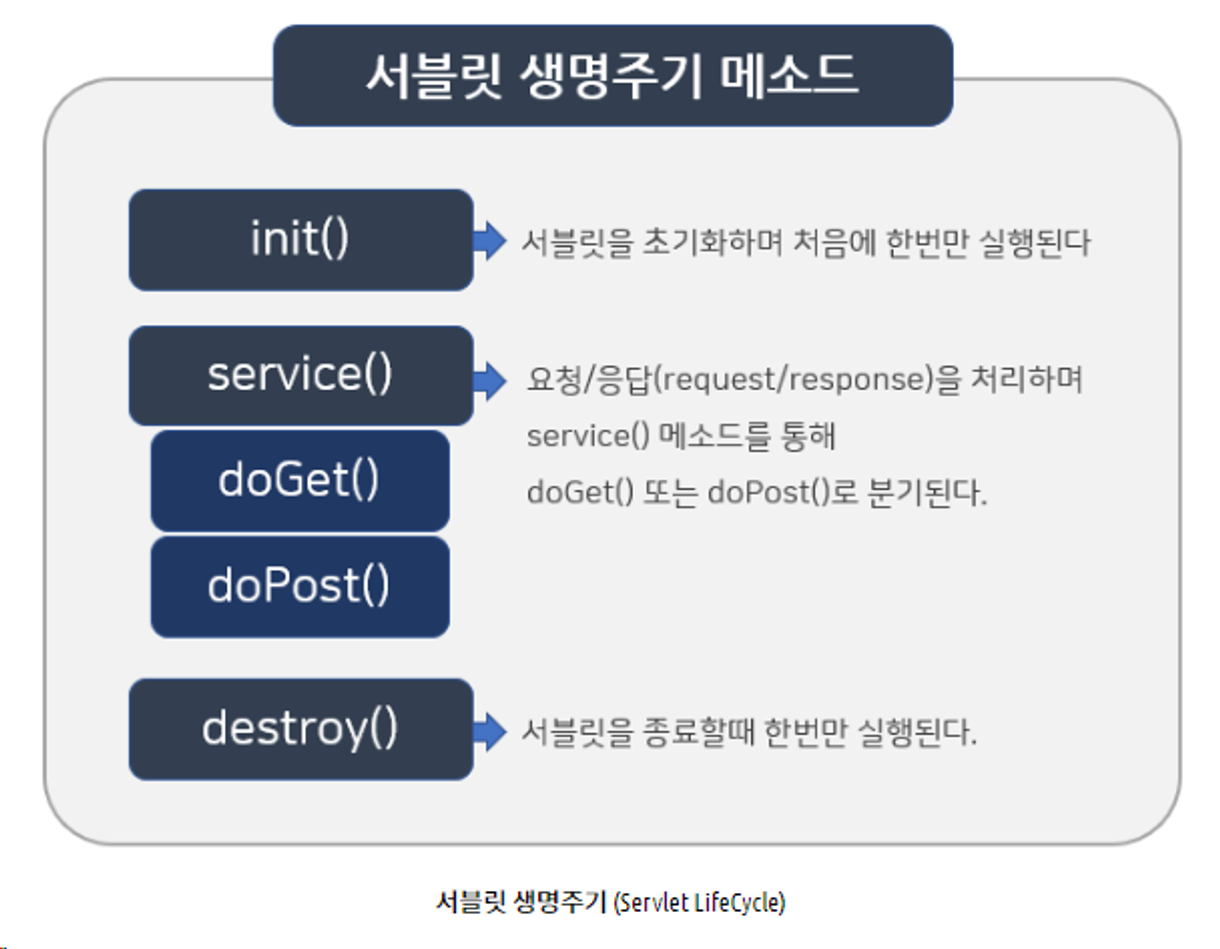 서블릿 생명주기 메소드
init()
서블릿을 초기화하며 처음에 한번만 실행된다
service()
요청/응답(request/response)을 처리하며
service() 메소드를 통해
doGet() 또는 doPost()로 분기된다.
doGet()
doPost()
destroy()
서블릿을 종료할때 한번만 실행된다.
서블릿 생명주기 (Servlet LifeCycle)